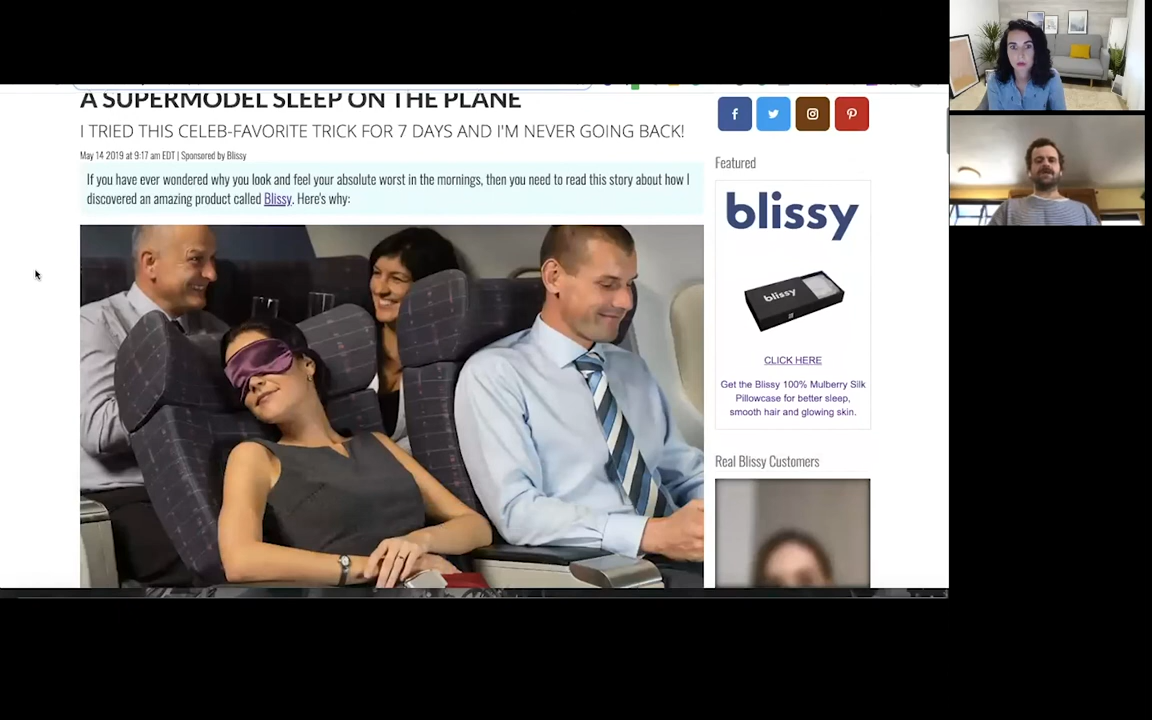 A SUPERMODEL SLEEP ON THE PLANE
I TRIED THIS CELEB-FAVORITE TRICK FOR 7 DAYS AND I'M NEVER GOING BACK!
May 14 2019 at 9:17 am EDT | Sponsored by Blissy
If you have ever wondered why you look and feel your absolute worst in the mornings, then you need to read this story about how I
discovered an amazing product called Blissy. Here's why:
Featured
blissy
blissy
CLICK HERE
Get the Blissy 100% Mulberry Silk
Pillowcase for better sleep,
smooth hair and glowing skin.
Real Blissy Customers